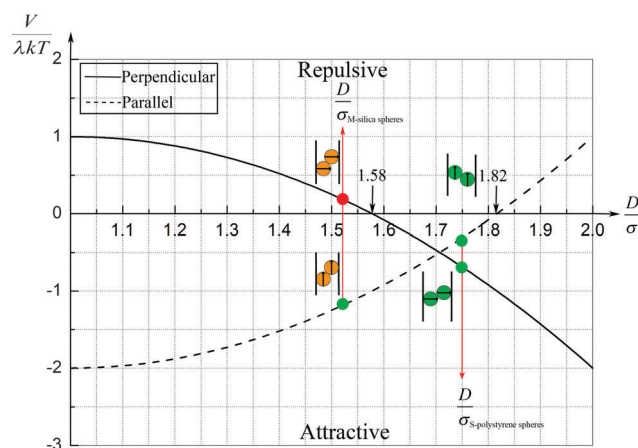 V
λkT
2
Perpendicular
Parallel
Repulsive
D
σ M-silica spheres
1
1.58
1.82
0
D
σ
1.1
1.2
1.3
1.4
1.5
1.6
1.7
1.8
1.9
2.0
-1
-2
D
σ S-polystyrene spheres
Attractive
-3